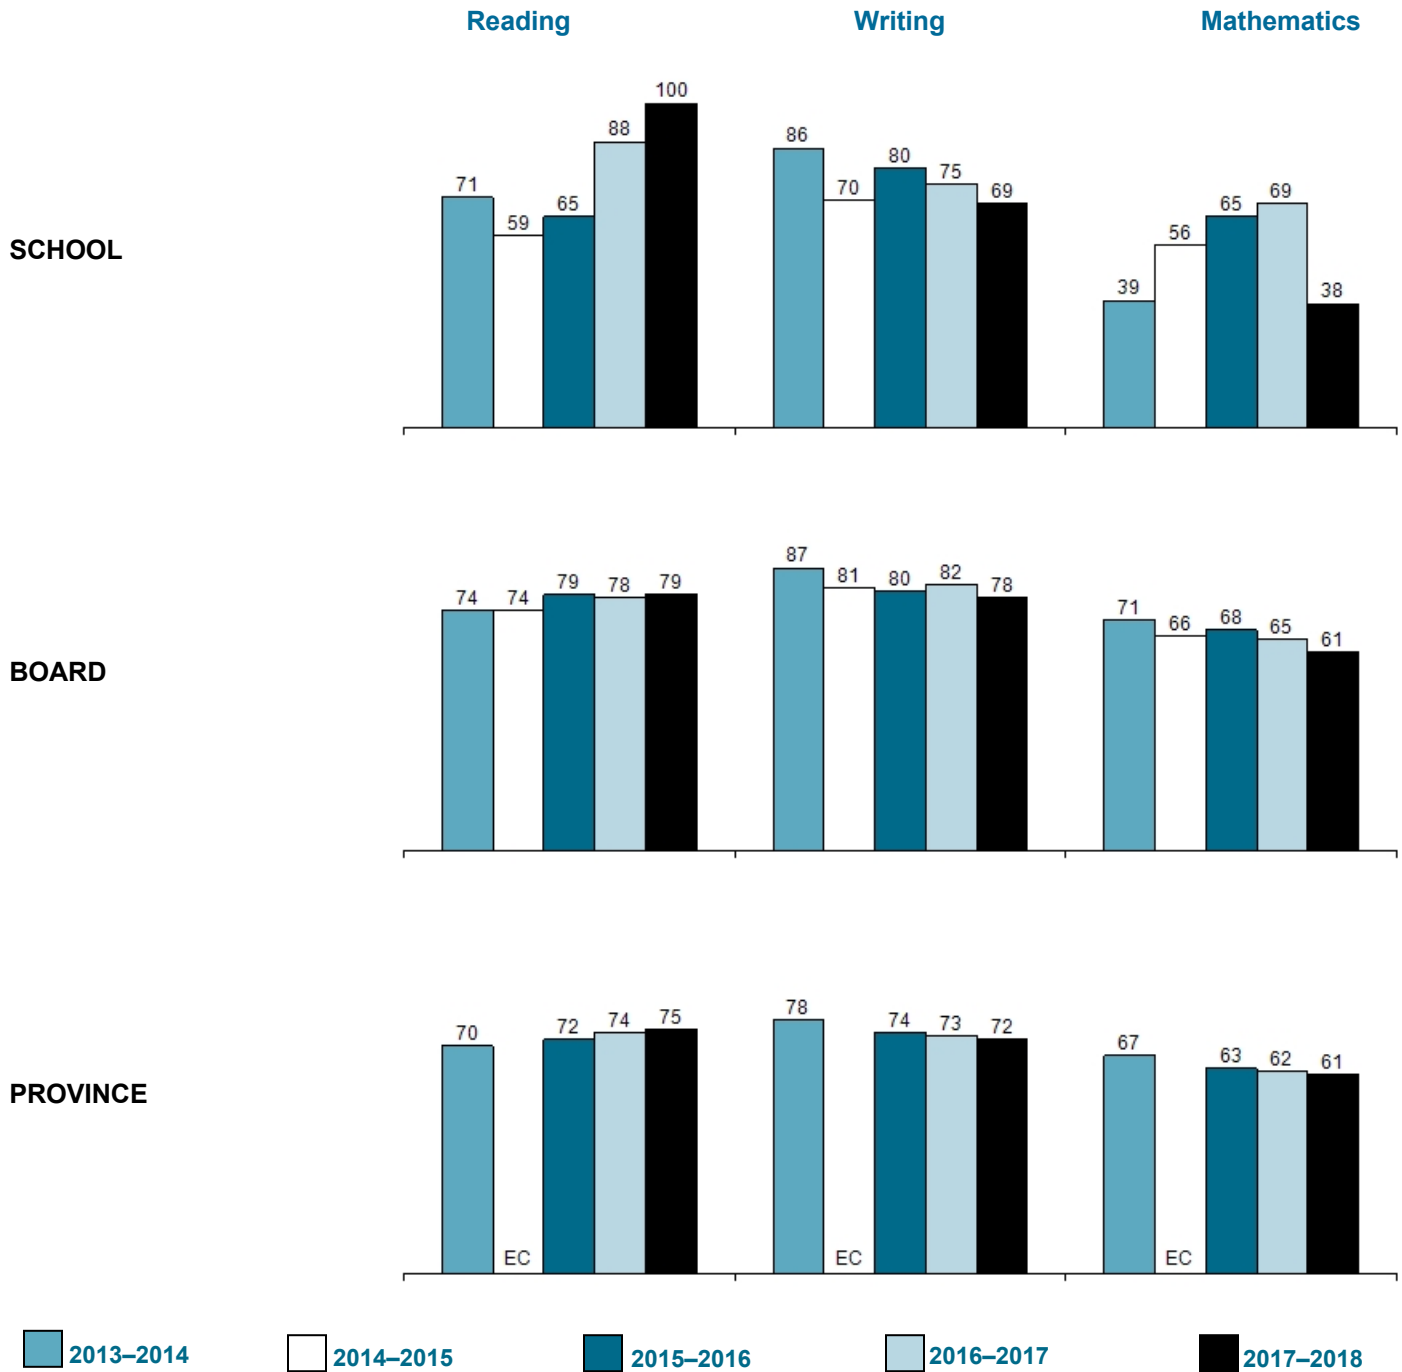 Reading Writing Mathematics
SCHOOL
71 59 65 88 100
86 70 80 75 69
39 56 65 69 38
BOARD
74 74 79 78 79
87 81 80 82 78
71 66 68 65 61
PROVINCE
70 EC 72 74 75
78 EC 74 73 72
67 EC 63 62 61
2013–2014 2014–2015 2015–2016 2016–2017 2017–2018